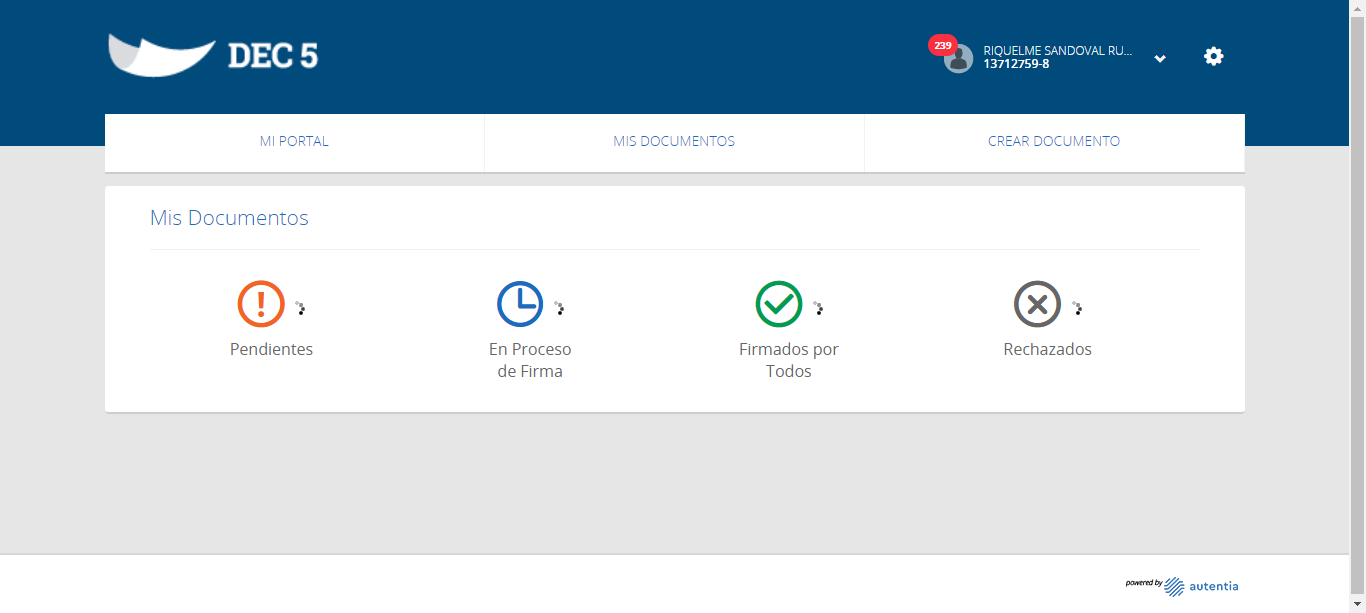 DEC 5
239
RIQUELME SANDOVAL RU...
13712759-8
MI PORTAL
MIS DOCUMENTOS
CREAR DOCUMENTO
Mis Documentos
Pendientes
En Proceso
de Firma
Firmados por
Todos
Rechazados
powered by autentia